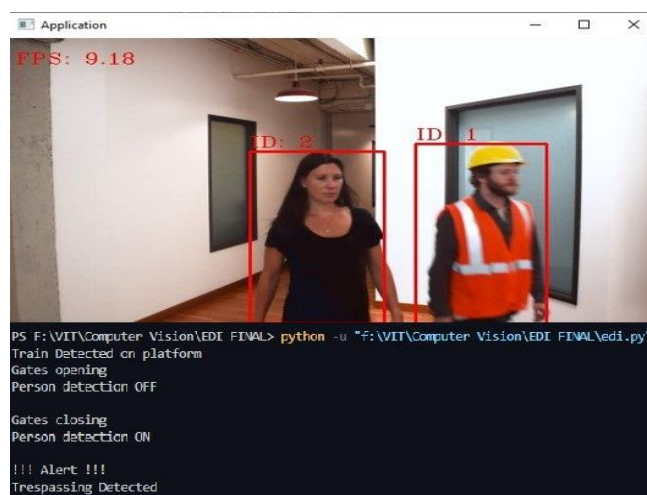 Application
FPS: 9.18
ID: 2
ID 1
PS F:\VIT\Computer Vision\EDI FINAL> python -u "f:\VIT\Computer Vision\EDI FINAL\edi.py"
Train Detected on platform
Gates opening
Person detection OFF
Gates closing
Person detection ON
!!! Alert !!!
Trespassing Detected